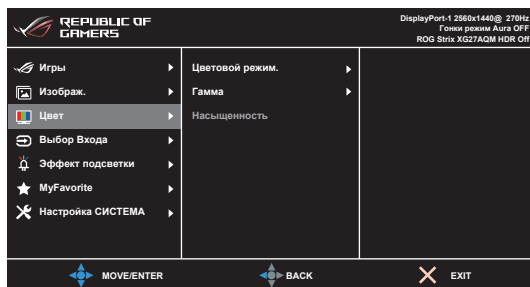 REPUBLIC OF
GAMERS
DisplayPort-1 2560x1440@ 270Hz
Гонки режим Aura OFF
ROG Strix XG27AQM HDR Off
Игры
Изображ.
Цвет
Выбор Входа
Эффект подсветки
MyFavorite
Настройка СИСТЕМА
Цветовой режим.
Гамма
Насыщенность
MOVE/ENTER
BACK
EXIT